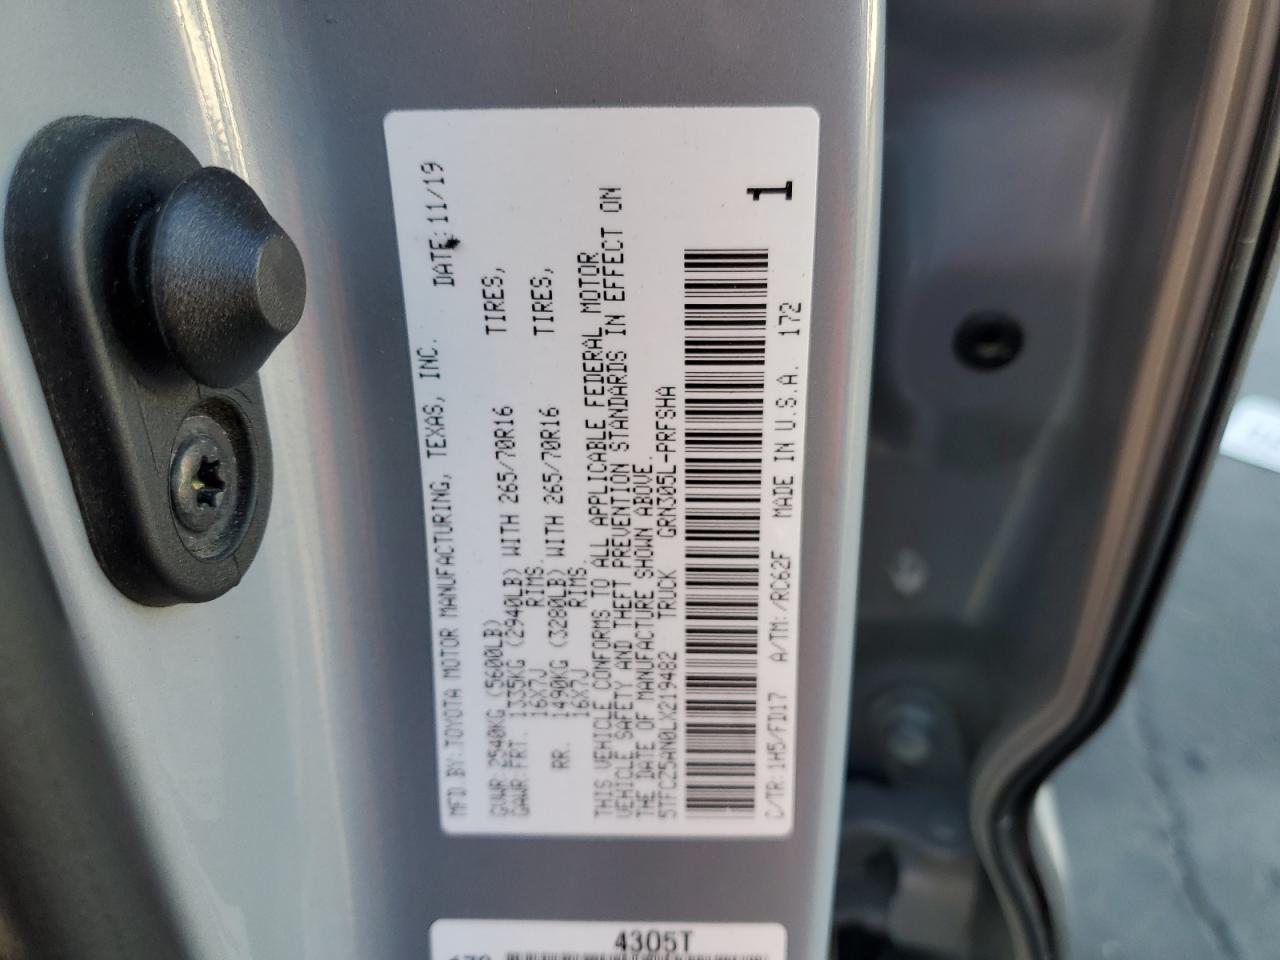 MFD.BY:TOYOTA MOTOR MANUFACTURING, TEXAS, INC. DATE: 11/19
GVWR:2540KG (5600LB)
GAWR:FRT. 1335KG (2940LB) WITH 265/70R16 TIRES,
16X7J RIMS.
RR. 1490KG (3280LB) WITH 265/70R16 TIRES,
16X7J RIMS.
THIS VEHICLE CONFORMS TO ALL APPLICABLE FEDERAL MOTOR
VEHICLE SAFETY AND THEFT PREVENTION STANDARDS IN EFFECT ON
THE DATE OF MANUFACTURE SHOWN ABOVE.
5TFCZ5AN0LX219482 TRUCK GRN305L-PRFSHA
1
C/TR:1H5/FD17 A/TM:/RC62F MADE IN U.S.A. 172
4305T